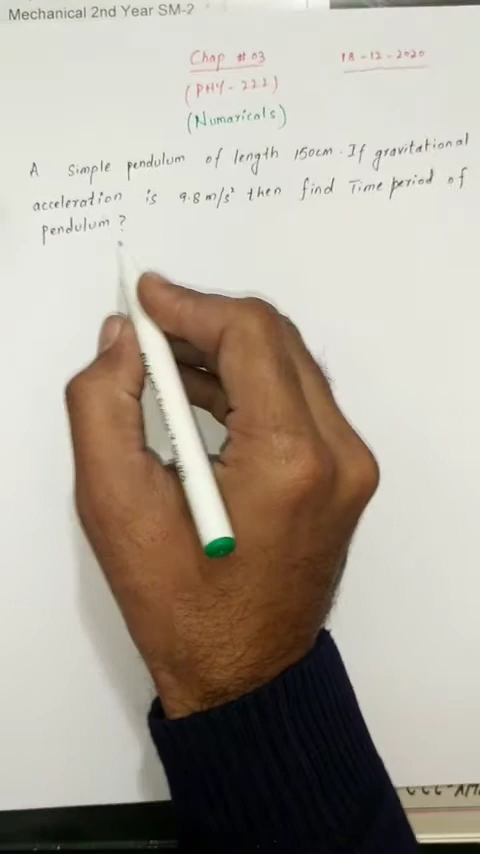 Mechanical 2nd Year SM-2
Chap # 03
18-12-2020
(PHY-222)
(Numaricals)
A simple pendulum of length 150cm. If gravitational
acceleration is 9.8 m/s² then find Time period of
pendulum?